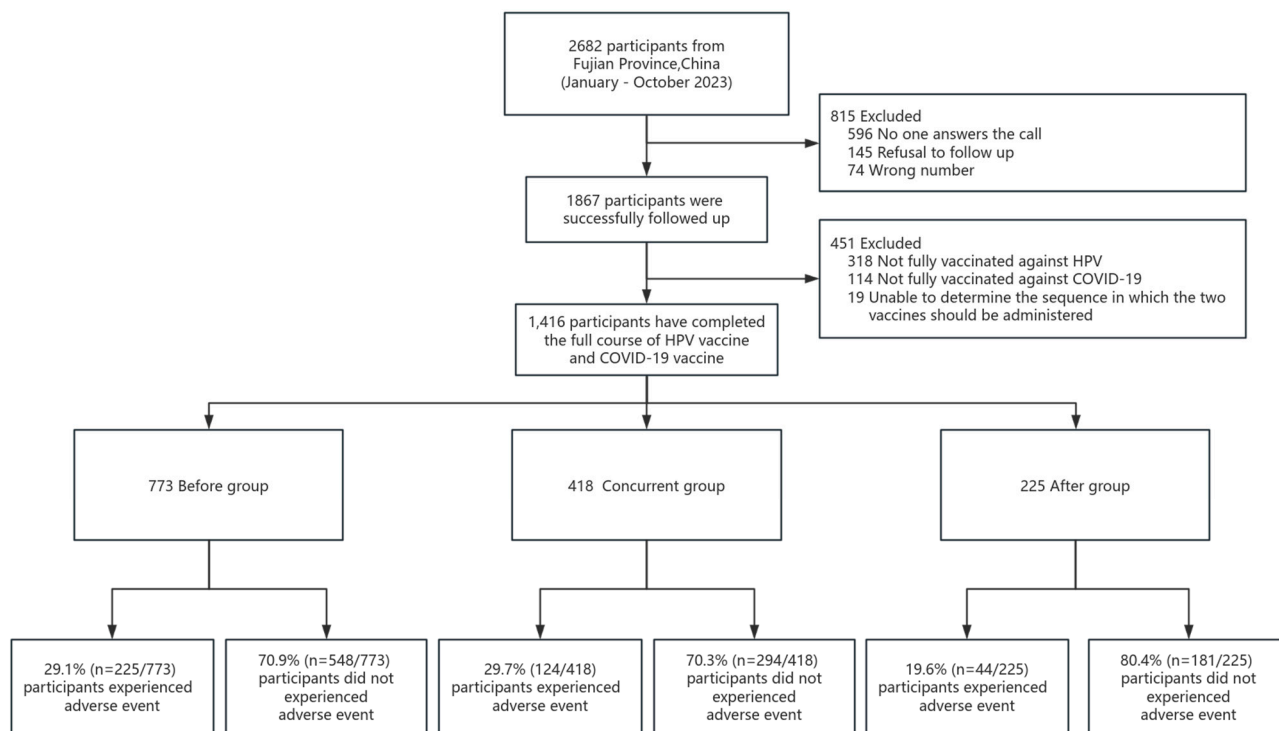 2682 participants from
Fujian Province,China
(January - October 2023)
815 Excluded
596 No one answers the call
145 Refusal to follow up
74 Wrong number
1867 participants were
successfully followed up
451 Excluded
318 Not fully vaccinated against HPV
114 Not fully vaccinated against COVID-19
19 Unable to determine the sequence in which the two
vaccines should be administered
1,416 participants have completed
the full course of HPV vaccine
and COVID-19 vaccine
773 Before group
418 Concurrent group
225 After group
29.1% (n=225/773)
participants experienced
adverse event
70.9% (n=548/773)
participants did not
experienced
adverse event
29.7% (124/418)
participants experienced
adverse event
70.3% (n=294/418)
participants did not
experienced
adverse event
19.6% (n=44/225)
participants experienced
adverse event
80.4% (n=181/225)
participants did not
experienced
adverse event